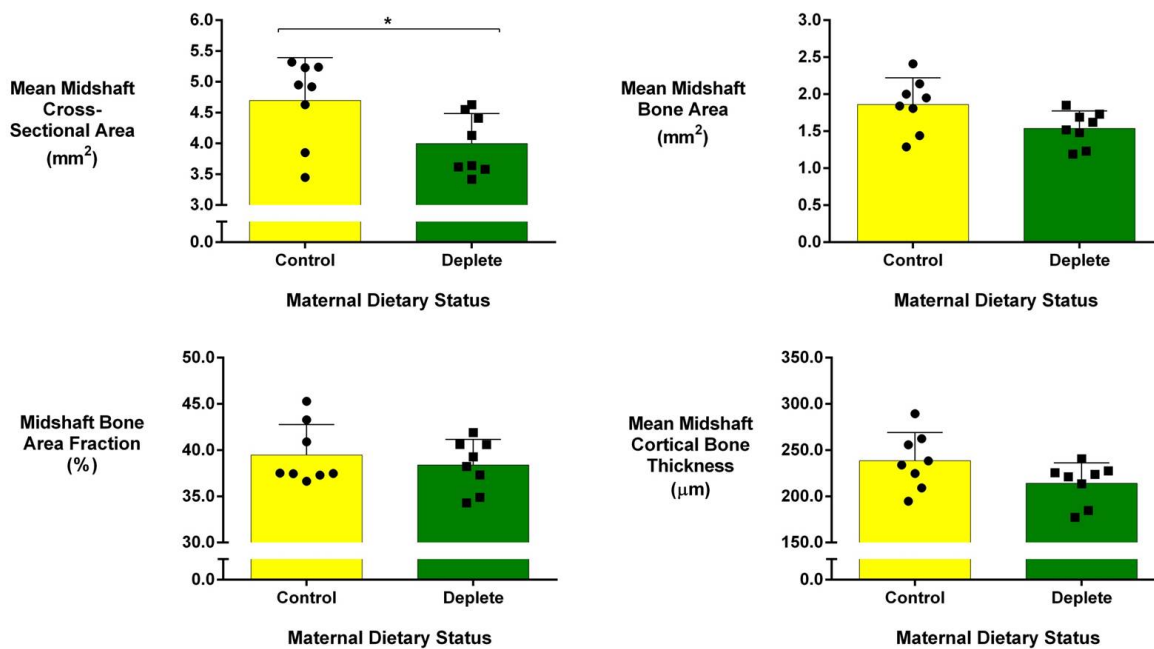 Mean Midshaft
Cross-
Sectional Area
(mm²)
6.0
5.5
5.0
4.5
4.0
3.5
3.0
0.0
*
Control
Deplete
Maternal Dietary Status
Mean Midshaft
Bone Area
(mm²)
3.0
2.5
2.0
1.5
1.0
0.5
0.0
Control
Deplete
Maternal Dietary Status
Midshaft Bone
Area Fraction
(%)
50.0
45.0
40.0
35.0
30.0
0.0
Control
Deplete
Maternal Dietary Status
Mean Midshaft
Cortical Bone
Thickness
(μm)
350.0
300.0
250.0
200.0
150.0
0.0
Control
Deplete
Maternal Dietary Status